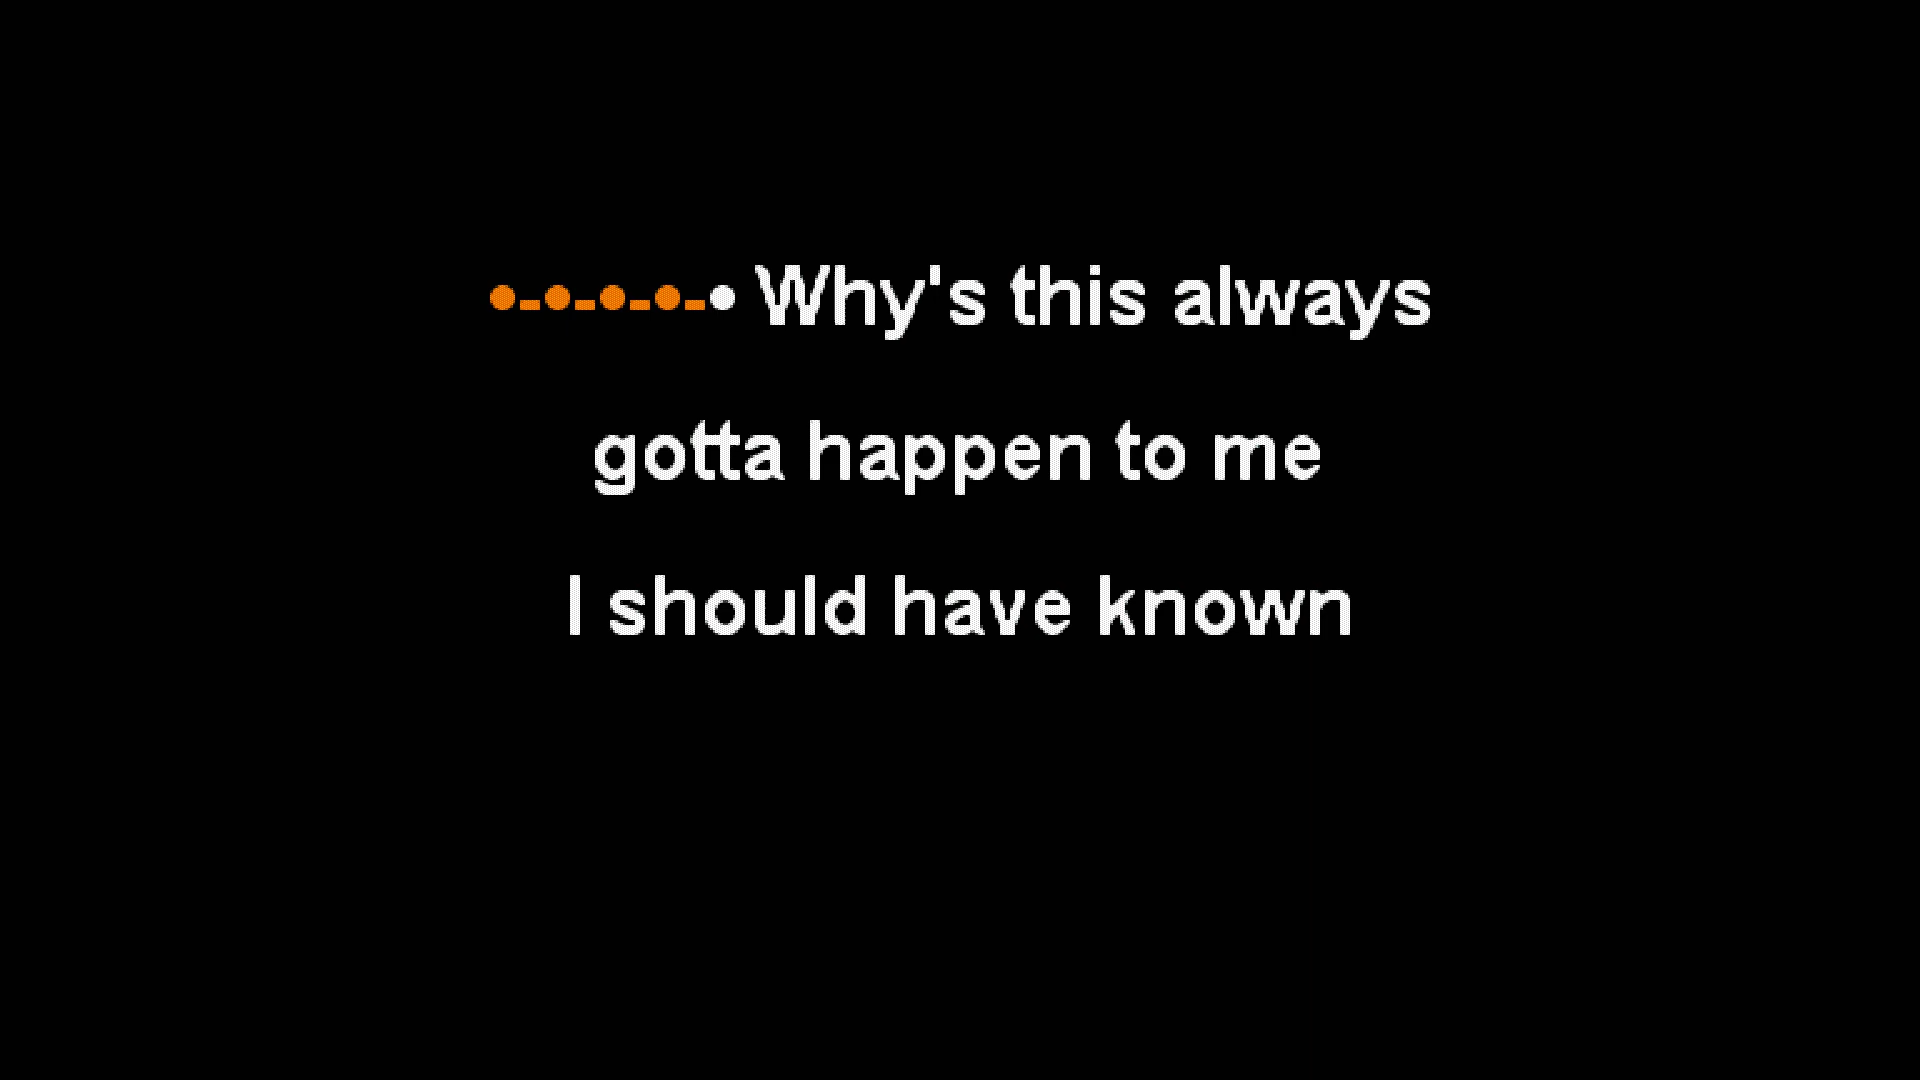 •-•-•-•-• Why's this always
gotta happen to me
I should have known